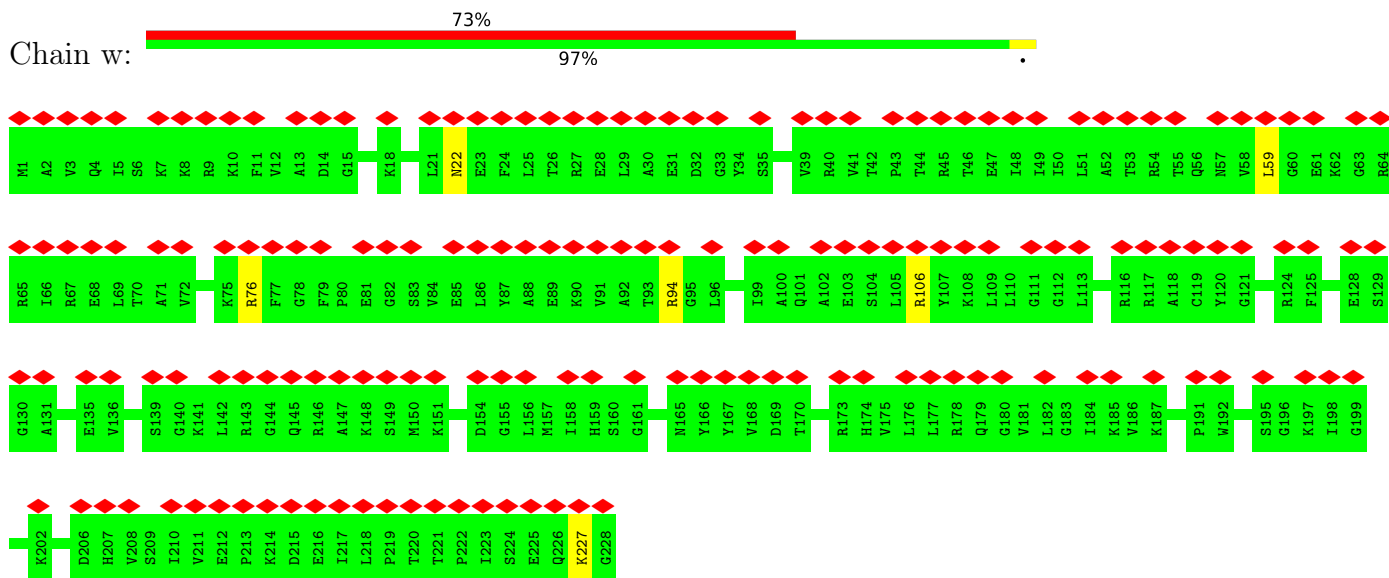 73%
Chain w:
97%
.
M1 A2 V3 Q4 I5 S6 K7 K8 R9 K10 F11 V12 A13 D14 G15 K18 L21 N22 E23 F24 L25 T26 R27 E28 L29 A30 E31 D32 G33 Y34 S35 V39 R40 V41 T42 P43 T44 R45 T46 E47 I48 I49 I50 L51 A52 T53 R54 T55 Q56 N57 V58 L59 G60 E61 K62 G63 R64
R65 I66 R67 E68 L69 T70 A71 V72 K75 R76 F77 G78 F79 P80 E81 G82 S83 V84 E85 L86 Y87 A88 E89 K90 V91 A92 T93 R94 G95 L96 I99 A100 Q101 A102 E103 S104 L105 R106 Y107 K108 L109 L110 G111 G112 L113 R116 R117 A118 C119 Y120 G121 R124 F125 E128 S129
G130 A131 E135 V136 S139 G140 K141 L142 R143 G144 Q145 R146 A147 K148 S149 M150 K151 D154 G155 L156 M157 I158 H159 S160 G161 N165 Y166 Y167 V168 D169 T170 R173 H174 V175 L176 L177 R178 Q179 G180 V181 L182 G183 I184 K185 V186 K187 P191 W192 S195 G196 K197 I198 G199
K202 D206 H207 V208 S209 I210 V211 E212 P213 K214 D215 E216 I217 L218 P219 T220 T221 P222 I223 S224 E225 Q226 K227 G228